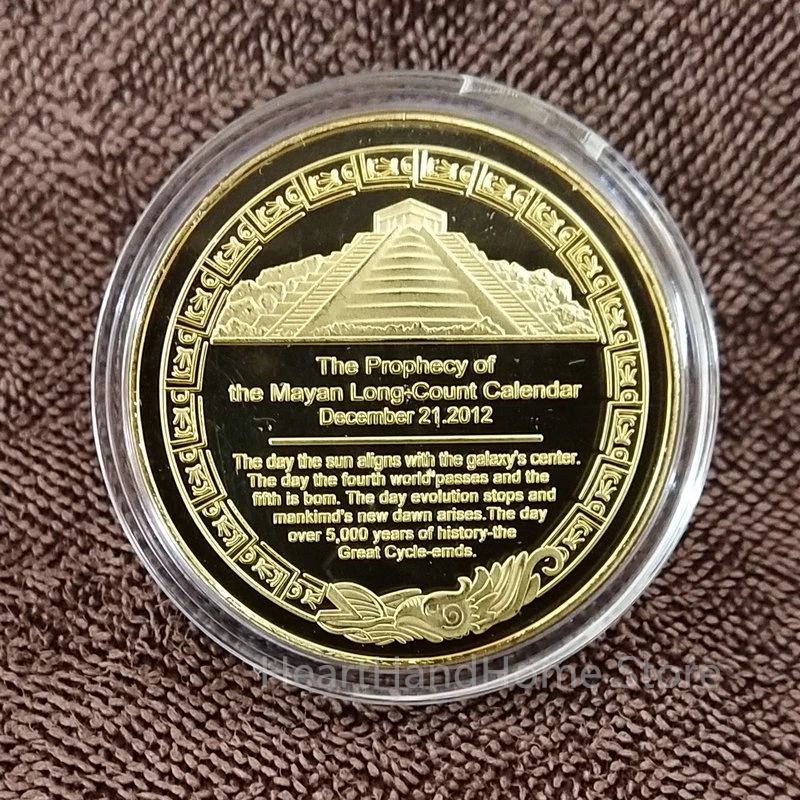 The Prophecy of
the Mayan Long-Count Calendar
December 21.2012
The day the sun aligns with the galaxy's center.
The day the fourth world passes and the
fifth is bom. The day evolution stops and
mankimd's new dawn arises.The day
over 5,000 years of history-the
Great Cycle-emds.
HeartHandHome Store